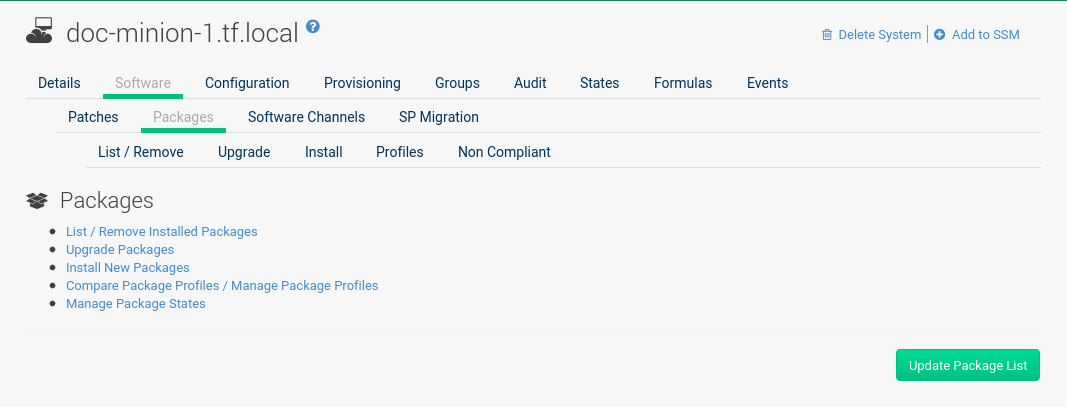 doc-minion-1.tf.local ?
Delete System | Add to SSM
Details Software Configuration Provisioning Groups Audit States Formulas Events
Patches Packages Software Channels SP Migration
List / Remove Upgrade Install Profiles Non Compliant
Packages
List / Remove Installed Packages
Upgrade Packages
Install New Packages
Compare Package Profiles / Manage Package Profiles
Manage Package States
Update Package List